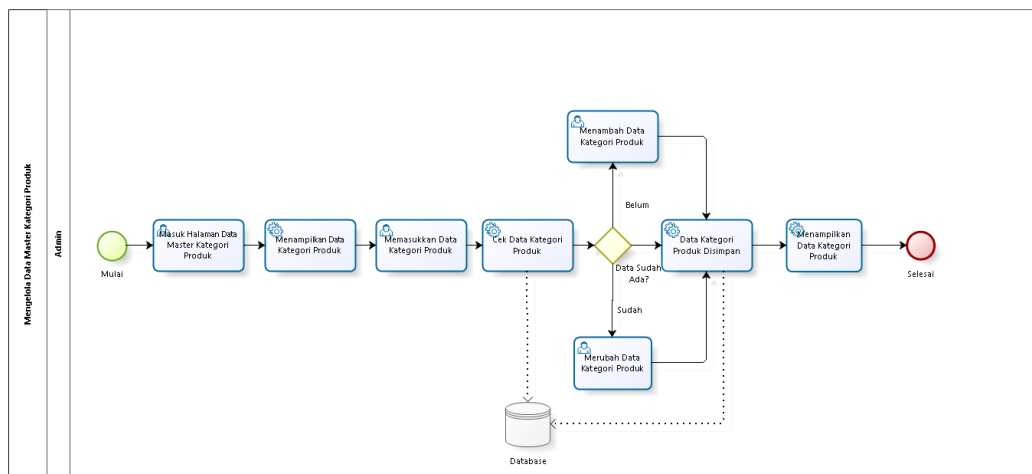 Mengelola Data Master Kategori Produk
Admin
Mulai
Masuk Halaman Data
Master Kategori
Produk
Menampilkan Data
Kategori Produk
Memasukkan Data
Kategori Produk
Cek Data Kategori
Produk
Data Sudah
Ada?
Belum
Menambah Data
Kategori Produk
Sudah
Merubah Data
Kategori Produk
Data Kategori
Produk Disimpan
Menampilkan
Data Kategori
Produk
Selesai
Database